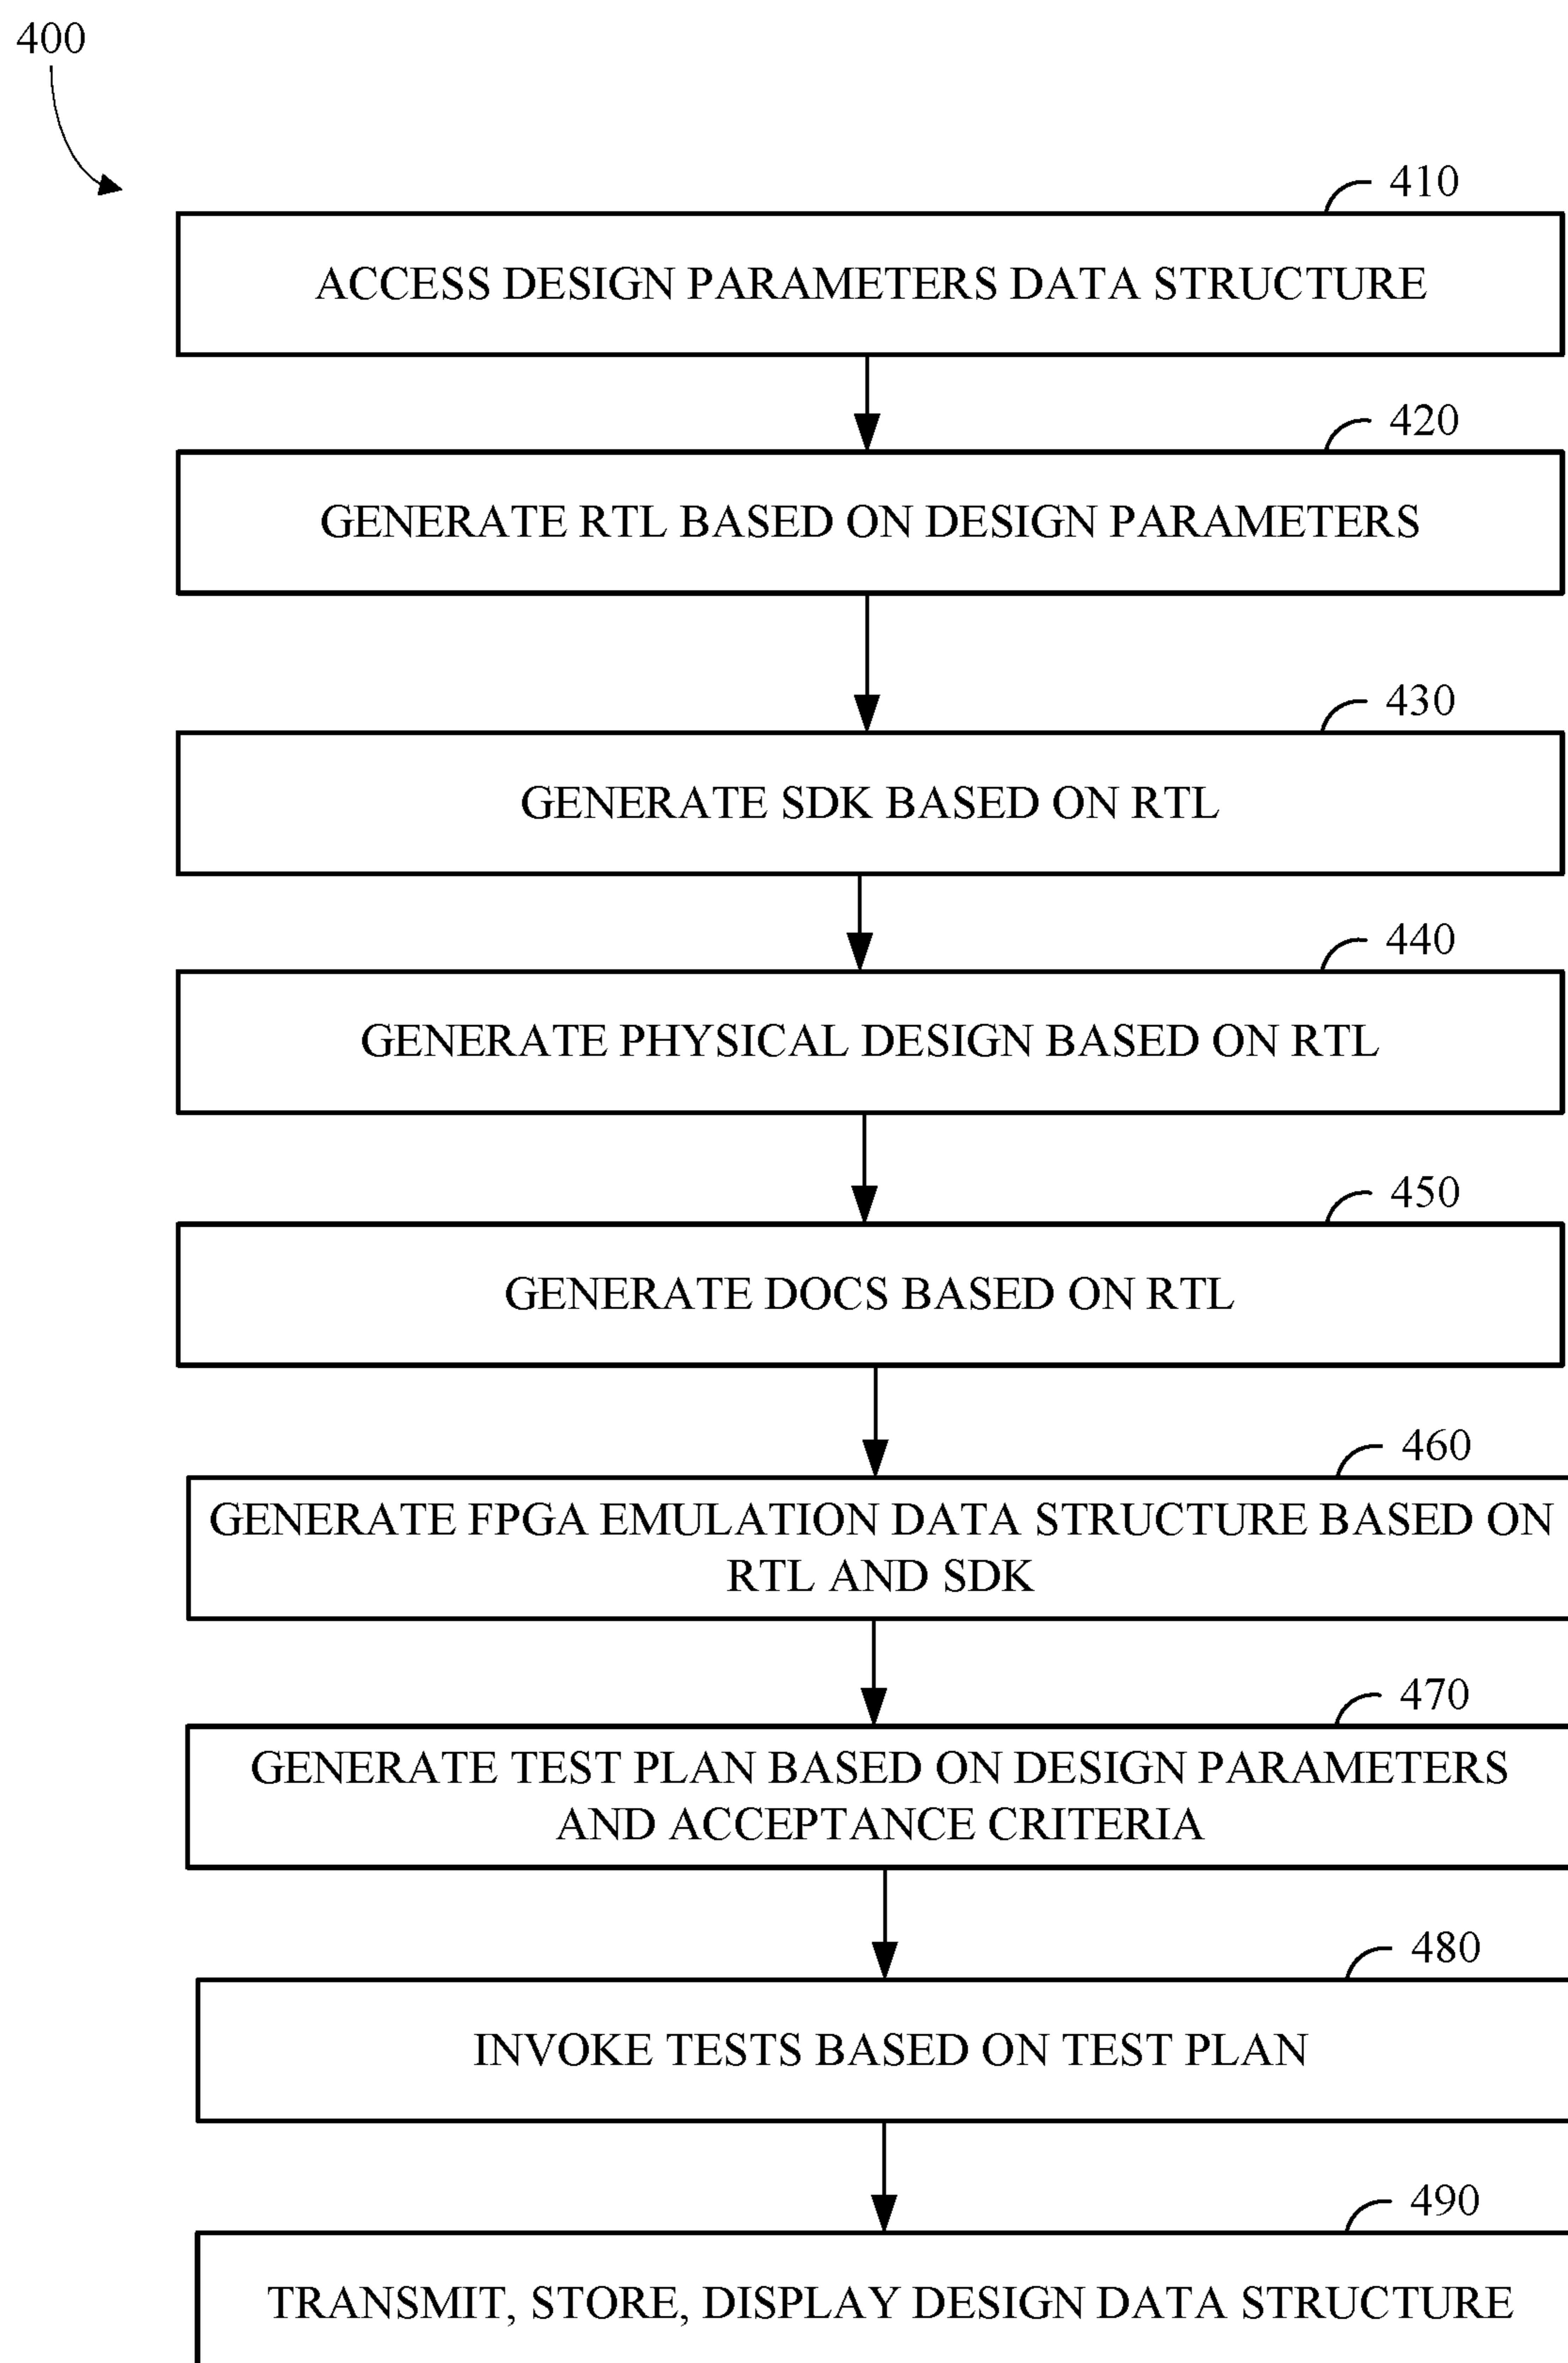 400
410
ACCESS DESIGN PARAMETERS DATA STRUCTURE
420
GENERATE RTL BASED ON DESIGN PARAMETERS
430
GENERATE SDK BASED ON RTL
440
GENERATE PHYSICAL DESIGN BASED ON RTL
450
GENERATE DOCS BASED ON RTL
460
GENERATE FPGA EMULATION DATA STRUCTURE BASED ON
RTL AND SDK
470
GENERATE TEST PLAN BASED ON DESIGN PARAMETERS
AND ACCEPTANCE CRITERIA
480
INVOKE TESTS BASED ON TEST PLAN
490
TRANSMIT, STORE, DISPLAY DESIGN DATA STRUCTURE